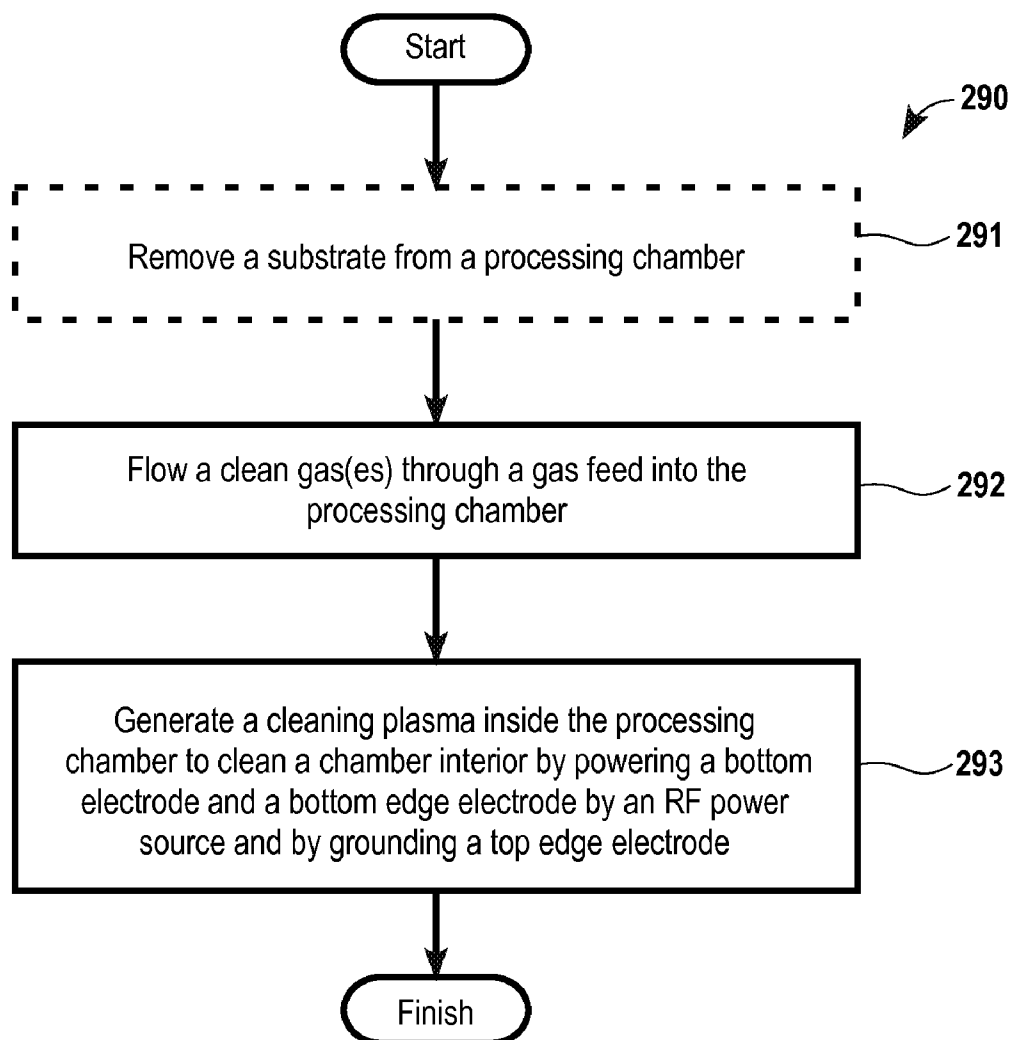 Start
290
Remove a substrate from a processing chamber
291
Flow a clean gas(es) through a gas feed into the
processing chamber
292
Generate a cleaning plasma inside the processing
chamber to clean a chamber interior by powering a bottom
electrode and a bottom edge electrode by an RF power
source and by grounding a top edge electrode
293
Finish